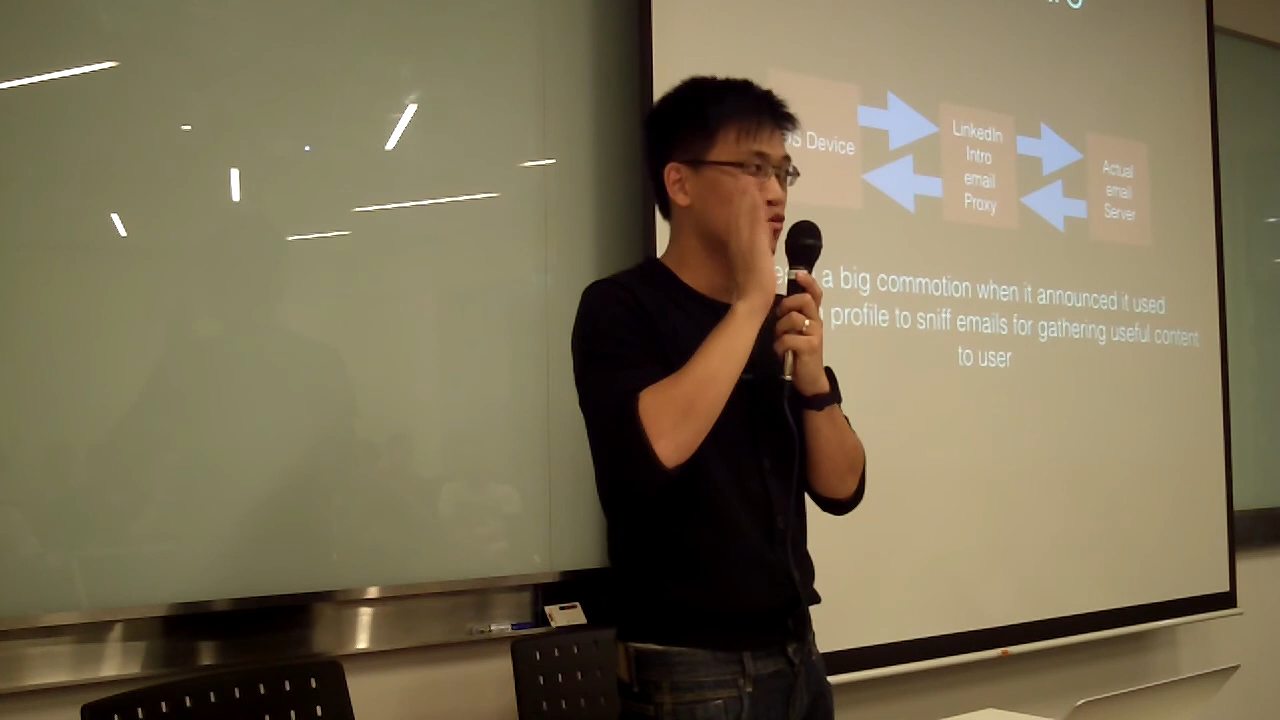 Device
LinkedIn
Intro
email
Proxy
Actual
email
Server
a big commotion when it announced it used
profile to sniff emails for gathering useful content
to user